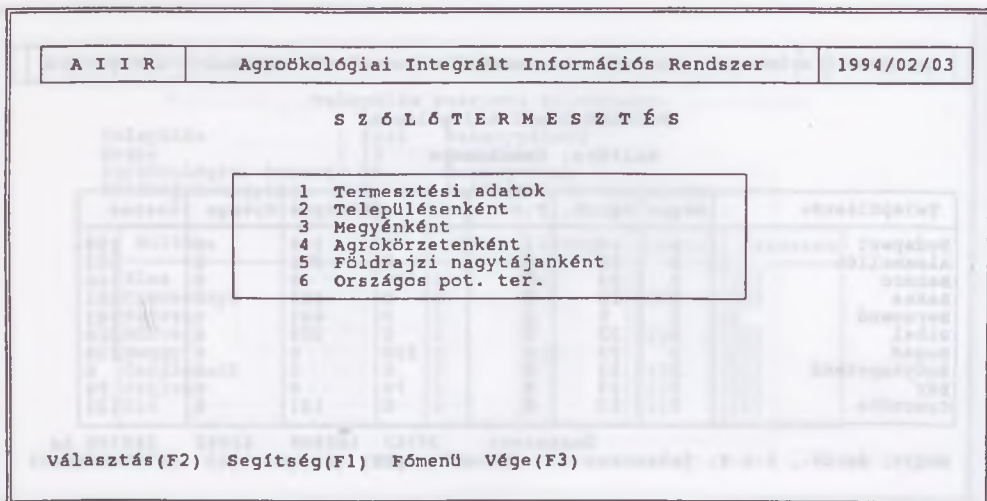 A I I R Agroökológiai Integrált Információs Rendszer 1994/02/03
S Z Ő L Ő T E R M E S Z T É S
1 Termesztési adatok
2 Településenként
3 Megyénként
4 Agrokörzetenként
5 Földrajzi nagytájanként
6 Országos pot. ter.
Választás(F2) Segítség(F1) Főmenü Vége(F3)